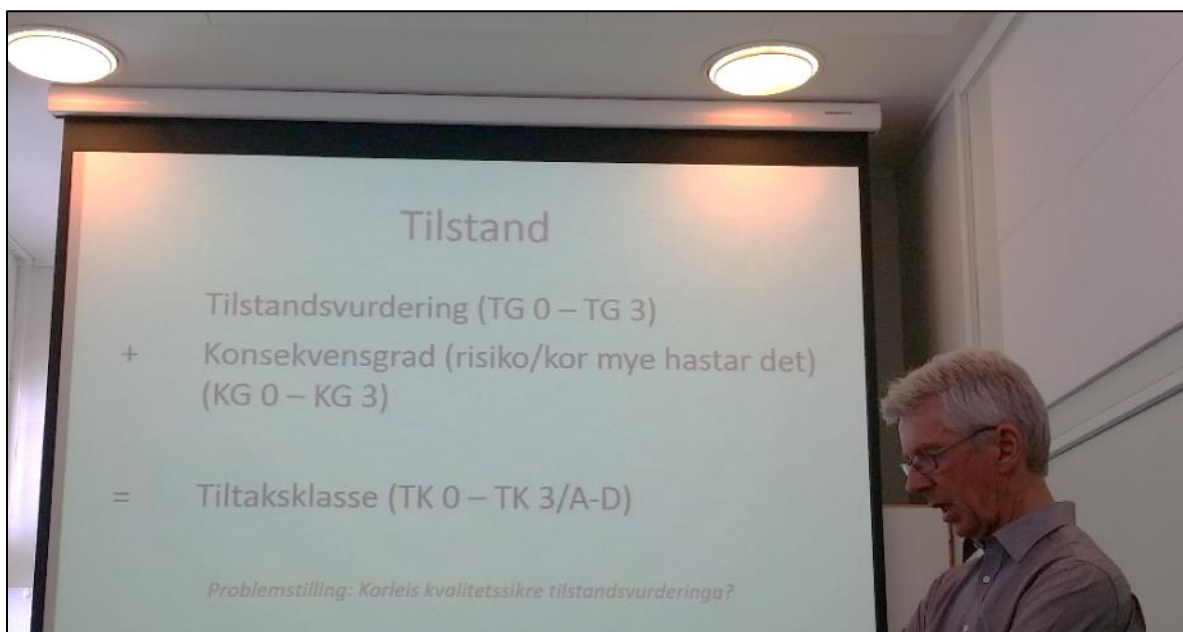 Tilstand
Tilstandsvurdering (TG 0 – TG 3)
+ Konsekvensgrad (risiko/kor mye hastar det)
(KG 0 – KG 3)
= Tiltaksklasse (TK 0 – TK 3/A-D)
Problemstilling: Korleis kvalitetssikre tilstandsvurderinga?